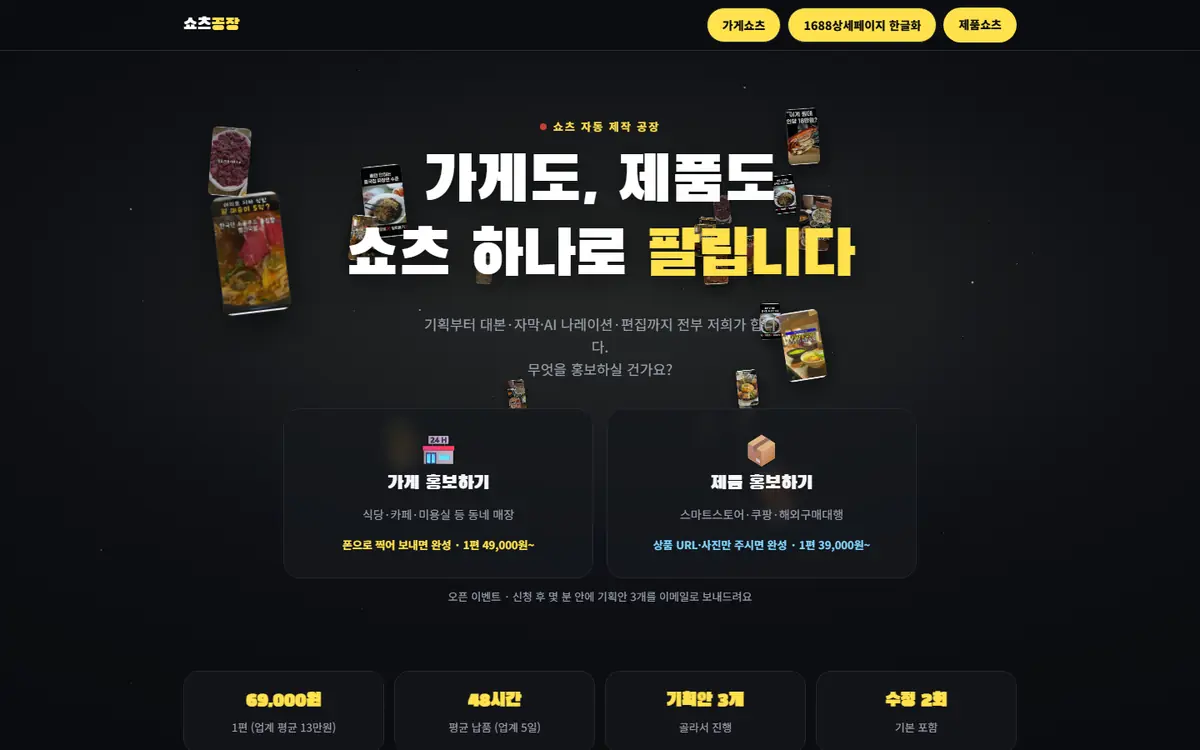 쇼츠공장
가게쇼츠
1688상세페이지 한글화
제품쇼츠
쇼츠 자동 제작 공장
가게도, 제품도
쇼츠 하나로 팔립니다
기획부터 대본·자막·AI 나레이션·편집까지 전부 저희가 합니
다.
무엇을 홍보하실 건가요?
24 H
가게 홍보하기
식당·카페·미용실 등 동네 매장
폰으로 찍어 보내면 완성 · 1편 49,000원~
제품 홍보하기
스마트스토어·쿠팡·해외구매대행
상품 URL·사진만 주시면 완성 · 1편 39,000원~
오픈 이벤트 · 신청 후 몇 분 안에 기획안 3개를 이메일로 보내드려요
69,000원
1편 (업계 평균 13만원)
48시간
평균 납품 (업계 5일)
기획안 3개
골라서 진행
수정 2회
기본 포함